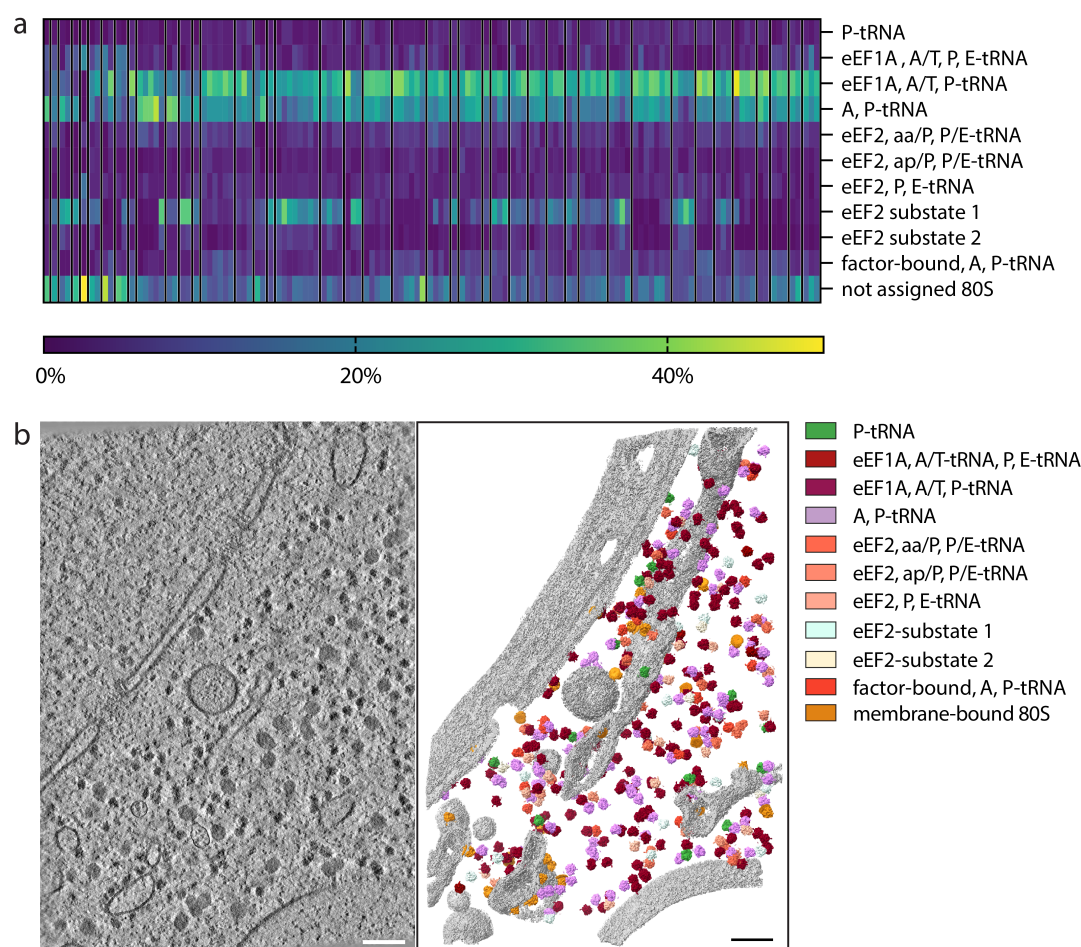 a
P-tRNA
eEF1A , A/T, P, E-tRNA
eEF1A, A/T, P-tRNA
A, P-tRNA
eEF2, aa/P, P/E-tRNA
eEF2, ap/P, P/E-tRNA
eEF2, P, E-tRNA
eEF2 substate 1
eEF2 substate 2
factor-bound, A, P-tRNA
not assigned 80S
0% 20% 40%
b
P-tRNA
eEF1A, A/T-tRNA, P, E-tRNA
eEF1A, A/T, P-tRNA
A, P-tRNA
eEF2, aa/P, P/E-tRNA
eEF2, ap/P, P/E-tRNA
eEF2, P, E-tRNA
eEF2-substate 1
eEF2-substate 2
factor-bound, A, P-tRNA
membrane-bound 80S